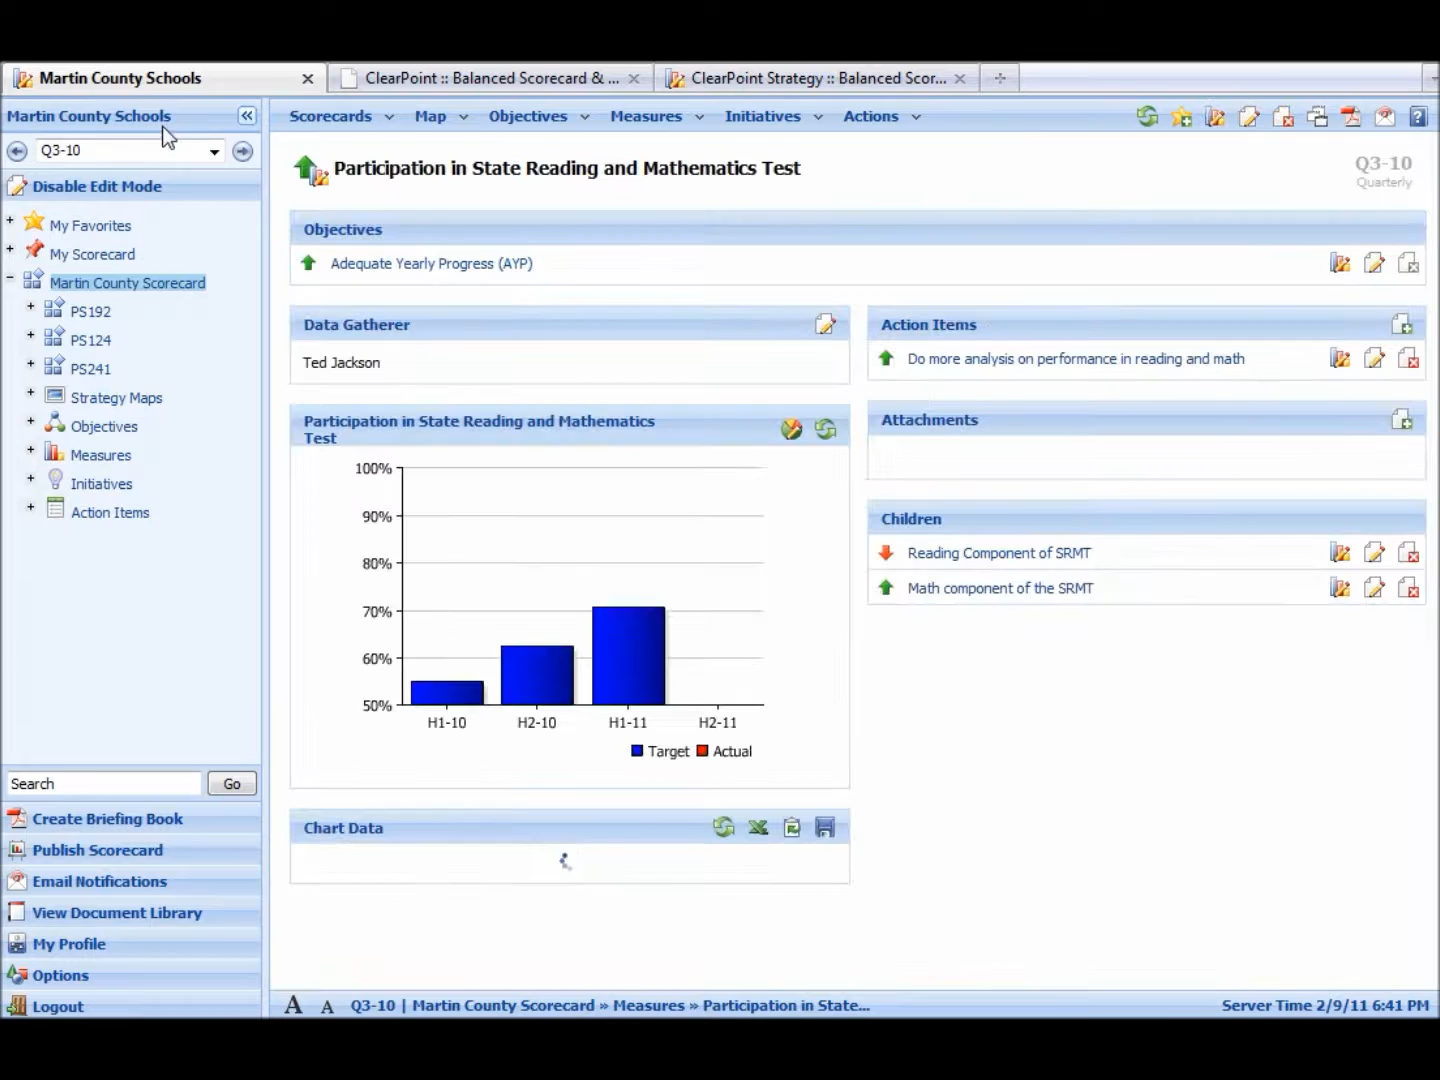 Martin County Schools
ClearPoint :: Balanced Scorecard & ...
ClearPoint Strategy :: Balanced Scor...
Martin County Schools
Scorecards
Map
Objectives
Measures
Initiatives
Actions
Q3-10
Disable Edit Mode
My Favorites
My Scorecard
Martin County Scorecard
PS192
PS124
PS241
Strategy Maps
Objectives
Measures
Initiatives
Action Items
Search
Go
Create Briefing Book
Publish Scorecard
Email Notifications
View Document Library
My Profile
Options
Logout
Participation in State Reading and Mathematics Test
Q3-10
Quarterly
Objectives
Adequate Yearly Progress (AYP)
Data Gatherer
Ted Jackson
Participation in State Reading and Mathematics
Test
100%
90%
80%
70%
60%
50%
H1-10
H2-10
H1-11
H2-11
Target
Actual
Chart Data
Action Items
Do more analysis on performance in reading and math
Attachments
Children
Reading Component of SRMT
Math component of the SRMT
A A Q3-10 | Martin County Scorecard » Measures » Participation in State...
Server Time 2/9/11 6:41 PM